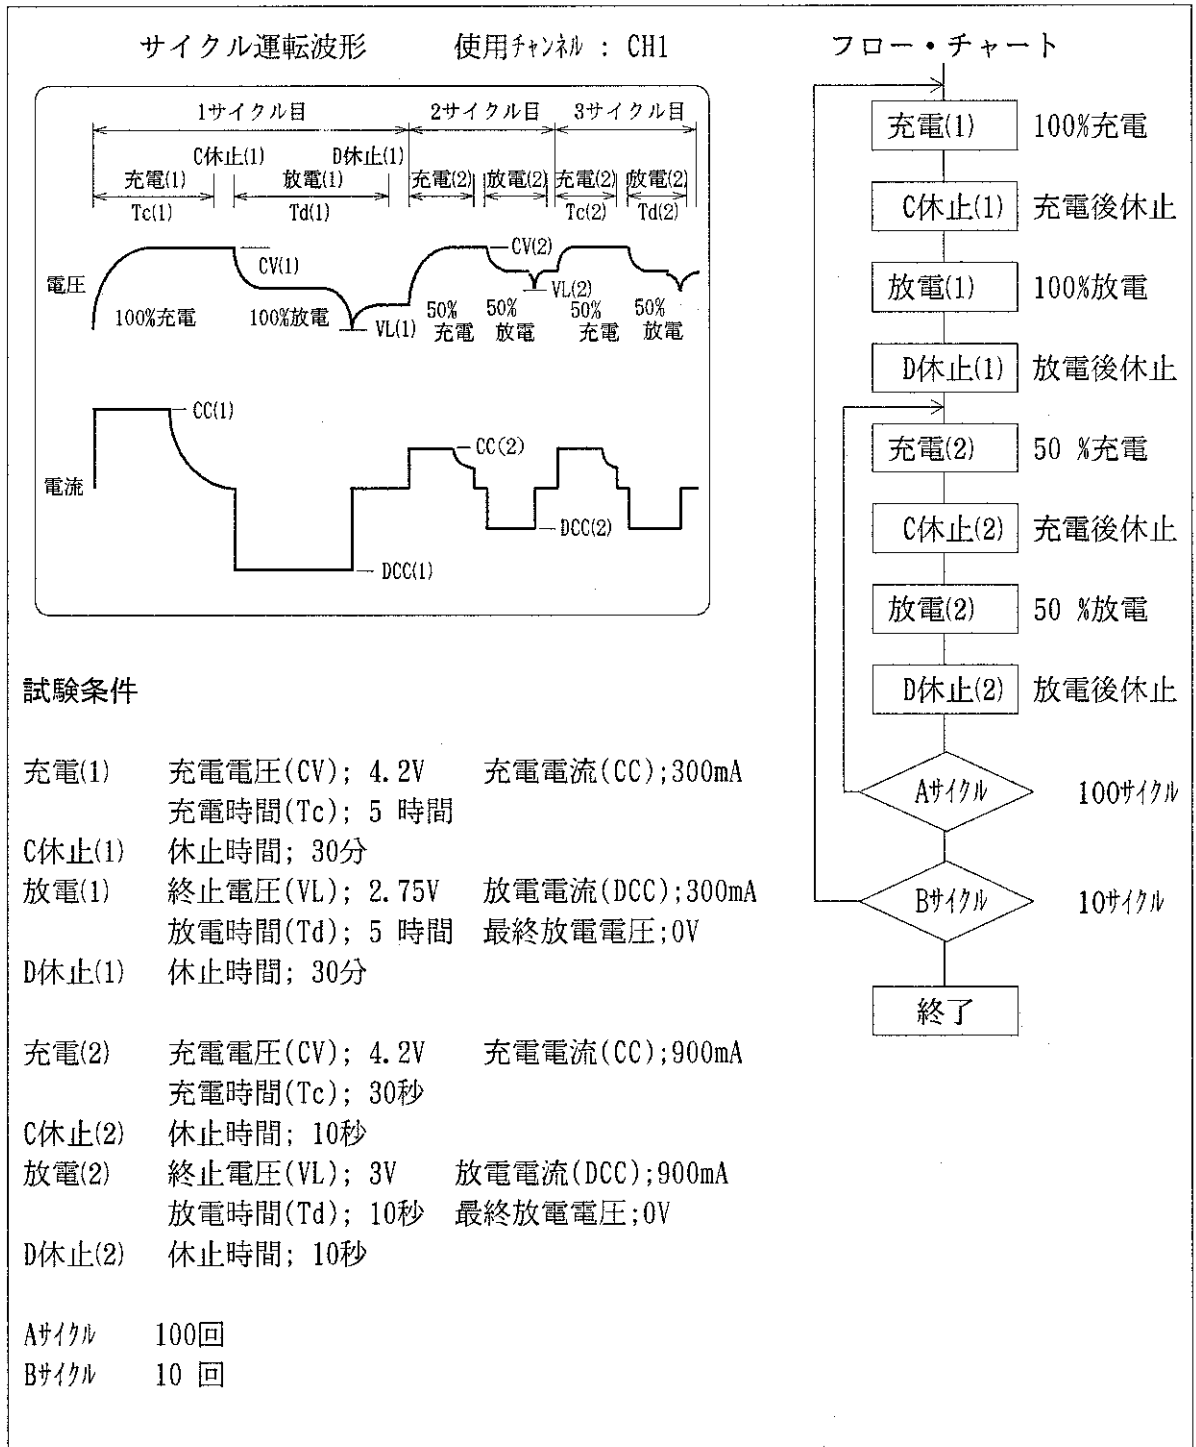 サイクル運転波形　　使用ﾁｬﾝﾈﾙ : CH1
1サイクル目 2サイクル目 3サイクル目
C休止(1) D休止(1)
充電(1) 放電(1) 充電(2) 放電(2) 充電(2) 放電(2)
Tc(1) Td(1) Tc(2) Td(2)
電圧
CV(1)
CV(2)
VL(2)
100%充電 100%放電 VL(1)
50%充電
50%放電
50%充電
50%放電
電流
CC(1)
CC(2)
DCC(2)
DCC(1)
フロー・チャート
充電(1) 100%充電
C休止(1) 充電後休止
放電(1) 100%放電
D休止(1) 放電後休止
充電(2) 50 %充電
C休止(2) 充電後休止
放電(2) 50 %放電
D休止(2) 放電後休止
Aｻｲｸﾙ 100ｻｲｸﾙ
Bｻｲｸﾙ 10ｻｲｸﾙ
終了
試験条件
充電(1) 充電電圧(CV); 4.2V 充電電流(CC);300mA
充電時間(Tc); 5 時間
C休止(1) 休止時間; 30分
放電(1) 終止電圧(VL); 2.75V 放電電流(DCC);300mA
放電時間(Td); 5 時間 最終放電電圧;0V
D休止(1) 休止時間; 30分
充電(2) 充電電圧(CV); 4.2V 充電電流(CC);900mA
充電時間(Tc); 30秒
C休止(2) 休止時間; 10秒
放電(2) 終止電圧(VL); 3V 放電電流(DCC);900mA
放電時間(Td); 10秒 最終放電電圧;0V
D休止(2) 休止時間; 10秒
Aｻｲｸﾙ 100回
Bｻｲｸﾙ 10 回